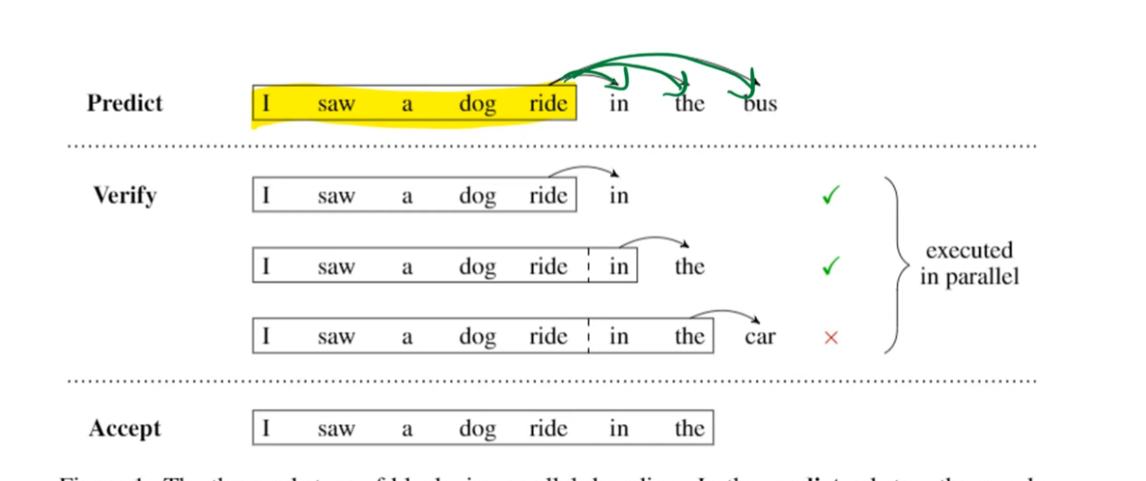 Predict I saw a dog ride in the bus
Verify I saw a dog ride in ✓
I saw a dog ride in the ✓
executed
in parallel
I saw a dog ride in the car ×
Accept I saw a dog ride in the